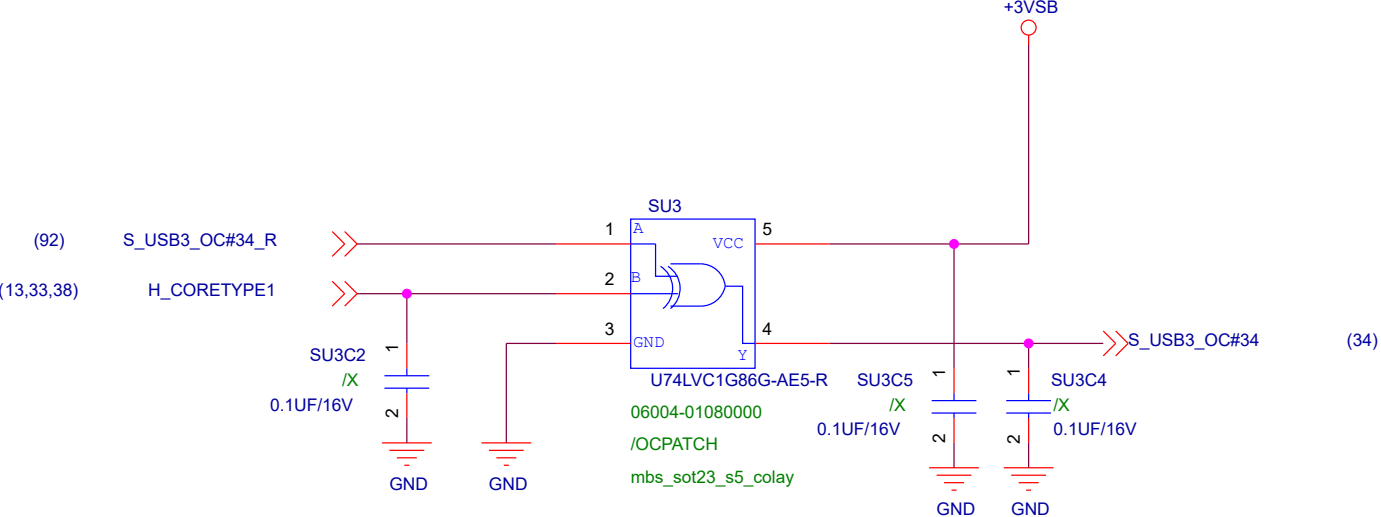 +3VSB
SU3
(92) S_USB3_OC#34_R
1 A VCC 5
(13,33,38) H_CORETYPE1
2 B
3 GND Y 4
S_USB3_OC#34 (34)
U74LVC1G86G-AE5-R
06004-01080000
/OCPATCH
mbs_sot23_s5_colay
SU3C2
/X
0.1UF/16V
1
2
GND
GND
SU3C5
/X
0.1UF/16V
1
2
GND
SU3C4
/X
0.1UF/16V
1
2
GND